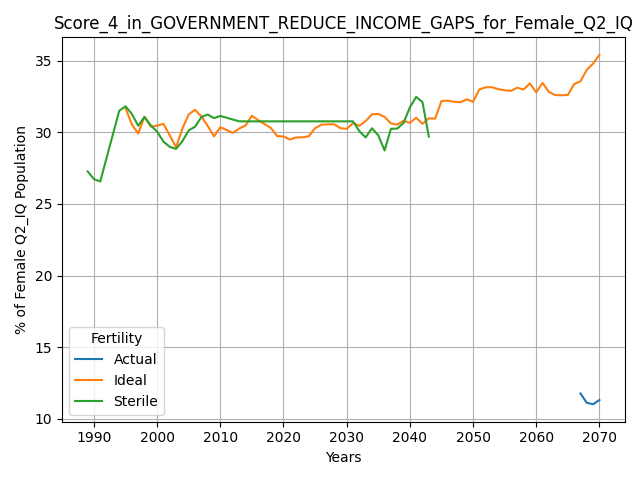 Score_4_in_GOVERNMENT_REDUCE_INCOME_GAPS_for_Female_Q2_IQ
% of Female Q2_IQ Population
35
30
25
20
15
10
Fertility
Actual
Ideal
Sterile
1990 2000 2010 2020 2030 2040 2050 2060 2070
Years